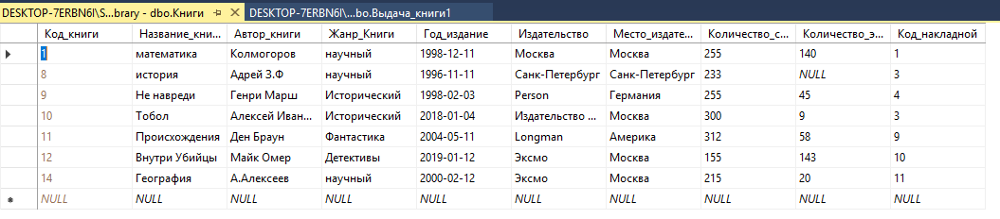 DESKTOP-7ERBN6I\S...brary - dbo.Книги DESKTOP-7ERBN6I\S...bo.Выдача_книги1
Код_книги Название_кни... Автор_книги Жанр_Книги Год_издание Издательство Место_издате... Количество_с... Количество_э... Код_накладной
1 математика Колмогоров научный 1998-12-11 Москва Москва 255 140 1
8 история Адрей З.Ф научный 1996-11-11 Санк-Петербург Санк-Петербург 233 NULL 3
9 Не навреди Генри Марш Исторический 1998-02-03 Person Германия 255 45 4
10 Тобол Алексей Иван... Исторический 2018-01-04 Издательство ... Москва 300 9 3
11 Происхождения Ден Браун Фантастика 2004-05-11 Longman Америка 312 58 9
12 Внутри Убийцы Майк Омер Детективы 2019-01-12 Эксмо Москва 155 143 10
14 География А.Алексеев научный 2000-02-12 Эксмо Москва 215 20 11
NULL NULL NULL NULL NULL NULL NULL NULL NULL NULL